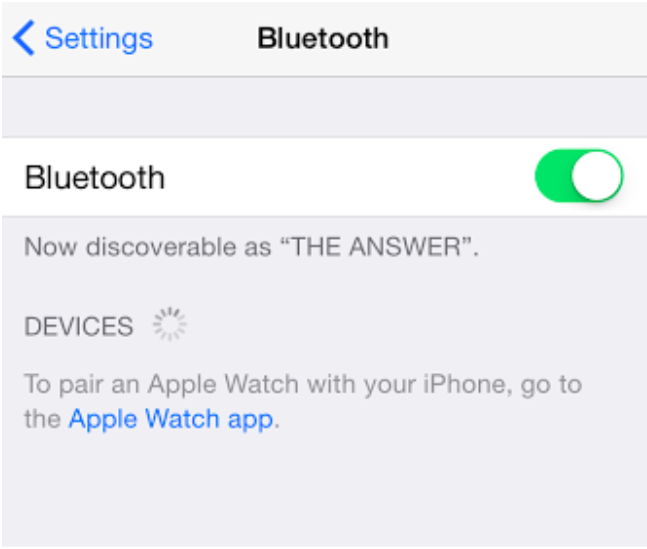 Settings Bluetooth
Bluetooth
Now discoverable as “THE ANSWER”.
DEVICES
To pair an Apple Watch with your iPhone, go to
the Apple Watch app.